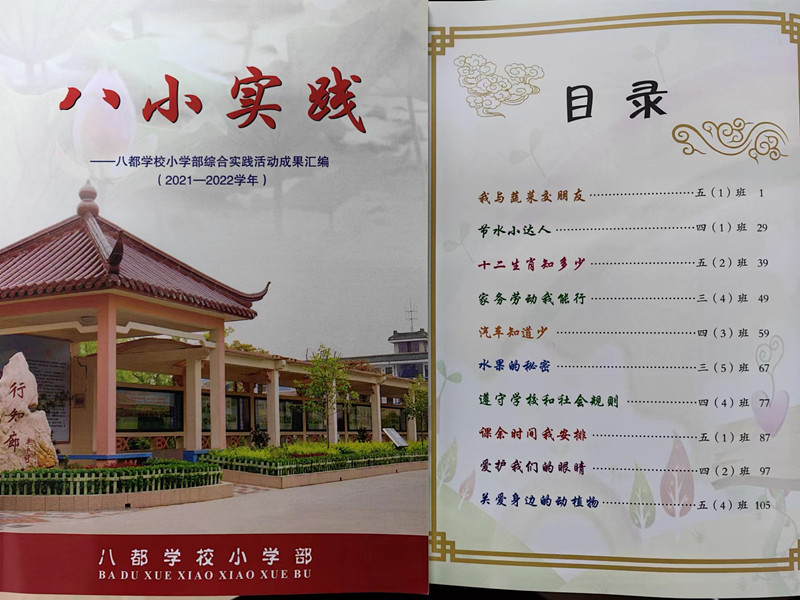 八小实践
——八都学校小学部综合实践活动成果汇编
（2021—2022学年）
行知廊
八都学校小学部
BA DU XUE XIAO XIAO XUE BU
目录
我与蔬菜交朋友……………………五（1）班 1
节水小达人……………………四（1）班 29
十二生肖知多少……………………五（2）班 39
家务劳动我能行……………………三（4）班 49
汽车知道少……………………四（3）班 59
水果的秘密……………………三（5）班 67
遵守学校和社会规则……………………四（4）班 77
课余时间我安排……………………五（1）班 87
爱护我们的眼睛……………………四（2）班 97
关爱身边的动植物……………………五（4）班 105